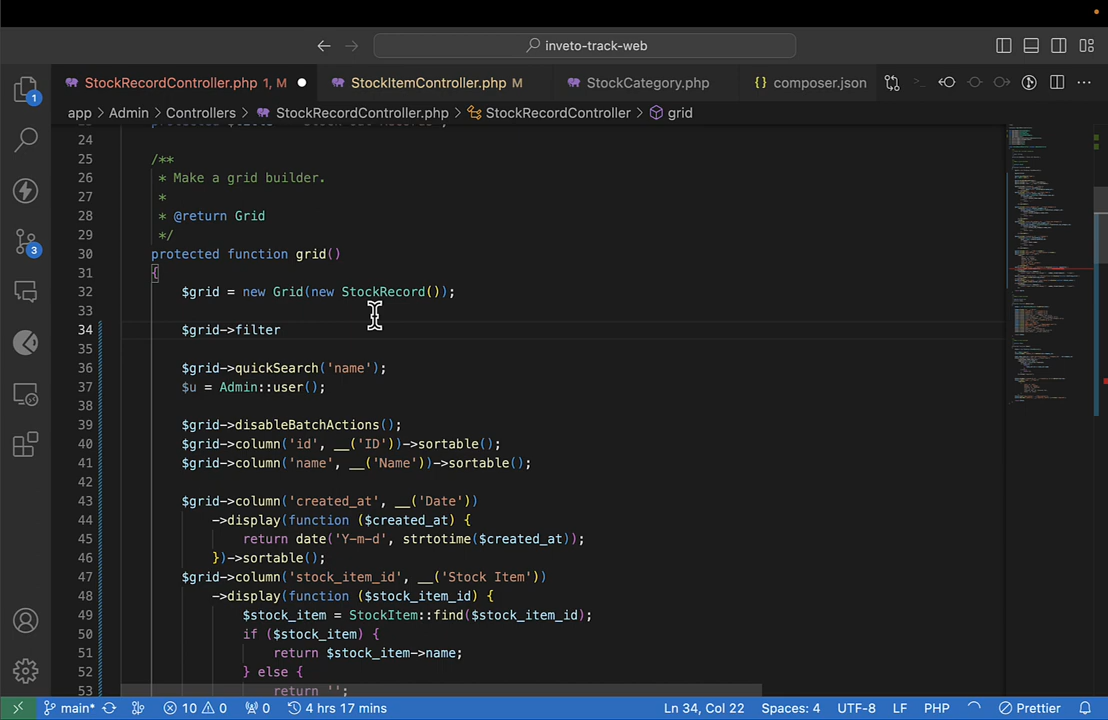 inveto-track-web
StockRecordController.php 1, M
StockItemController.php M
StockCategory.php
{} composer.json
app > Admin > Controllers > StockRecordController.php > StockRecordController > grid
24
25 /**
26 * Make a grid builder.
27 *
28 * @return Grid
29 */
30 protected function grid()
31 {
32 $grid = new Grid(new StockRecord());
33
34 $grid->filter
35
36 $grid->quickSearch('name');
37 $u = Admin::user();
38
39 $grid->disableBatchActions();
40 $grid->column('id', __('ID'))->sortable();
41 $grid->column('name', __('Name'))->sortable();
42
43 $grid->column('created_at', __('Date'))
44 ->display(function ($created_at) {
45 return date('Y-m-d', strtotime($created_at));
46 })->sortable();
47 $grid->column('stock_item_id', __('Stock Item'))
48 ->display(function ($stock_item_id) {
49 $stock_item = StockItem::find($stock_item_id);
50 if ($stock_item) {
51 return $stock_item->name;
52 } else {
53 return '';
1
3
main* 10 0 0 4 hrs 17 mins Ln 34, Col 22 Spaces: 4 UTF-8 LF PHP Prettier